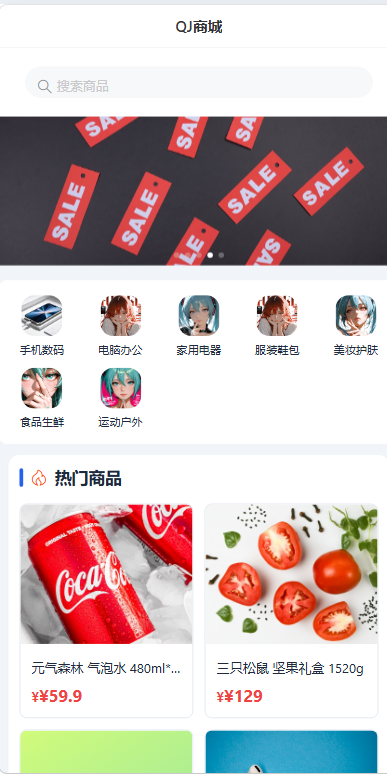 QJ商城
搜索商品
SALE
SALE
SALE
SALE
SALE
手机数码 电脑办公 家用电器 服装鞋包 美妆护肤
食品生鲜 运动户外
热门商品
ORIGINAL TASTE
Coca-Cola
元气森林 气泡水 480ml*...
三只松鼠 坚果礼盒 1520g
¥¥59.9
¥¥129